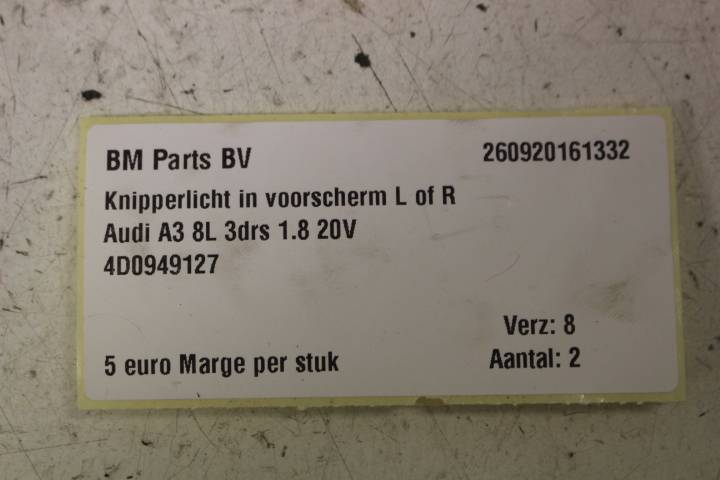 BM Parts BV 260920161332
Knipperlicht in voorscherm L of R
Audi A3 8L 3drs 1.8 20V
4D0949127
Verz: 8
5 euro Marge per stuk Aantal: 2